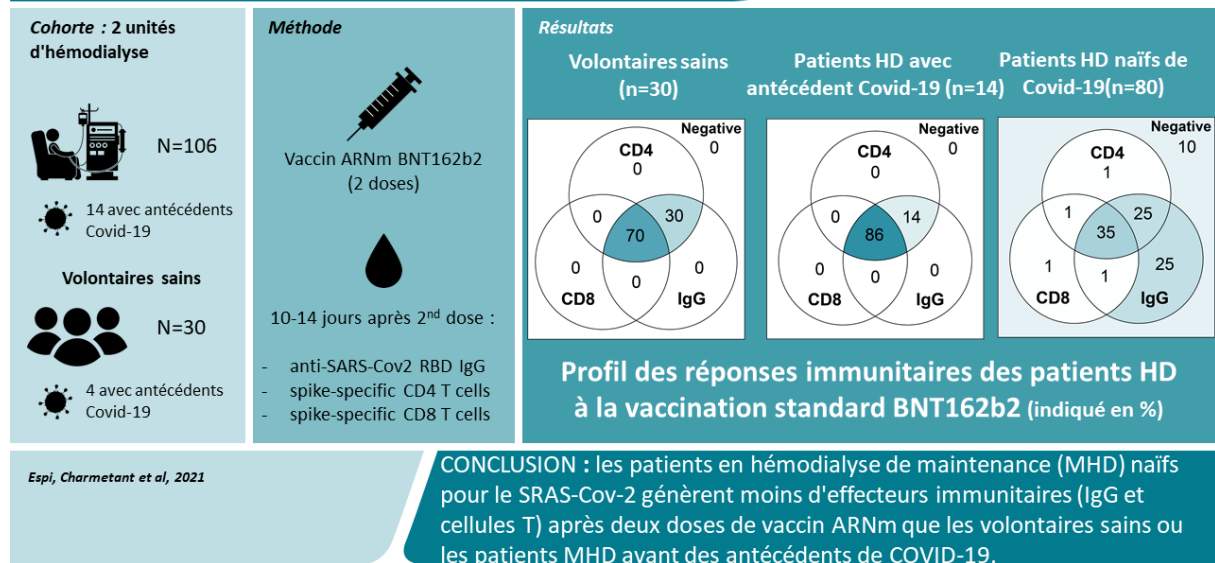 Cohorte : 2 unités
d'hémodialyse
N=106
14 avec antécédents
Covid-19
Volontaires sains
N=30
4 avec antécédents
Covid-19
Méthode
Vaccin ARNm BNT162b2
(2 doses)
10-14 jours après 2nd dose :
- anti-SARS-Cov2 RBD IgG
- spike-specific CD4 T cells
- spike-specific CD8 T cells
Résultats
Volontaires sains
(n=30)
Negative
0
CD4
0
0
30
70
0
0
0
CD8
IgG
Patients HD avec
antécédent Covid-19 (n=14)
Negative
0
CD4
0
0
14
86
0
0
0
CD8
IgG
Patients HD naïfs de
Covid-19(n=80)
Negative
10
CD4
1
1
25
35
1
25
1
CD8
IgG
Profil des réponses immunitaires des patients HD
à la vaccination standard BNT162b2 (indiqué en %)
Espi, Charmetant et al, 2021
CONCLUSION : les patients en hémodialyse de maintenance (MHD) naïfs
pour le SRAS-Cov-2 génèrent moins d'effecteurs immunitaires (IgG et
cellules T) après deux doses de vaccin ARNm que les volontaires sains ou
les patients MHD ayant des antécédents de COVID-19.